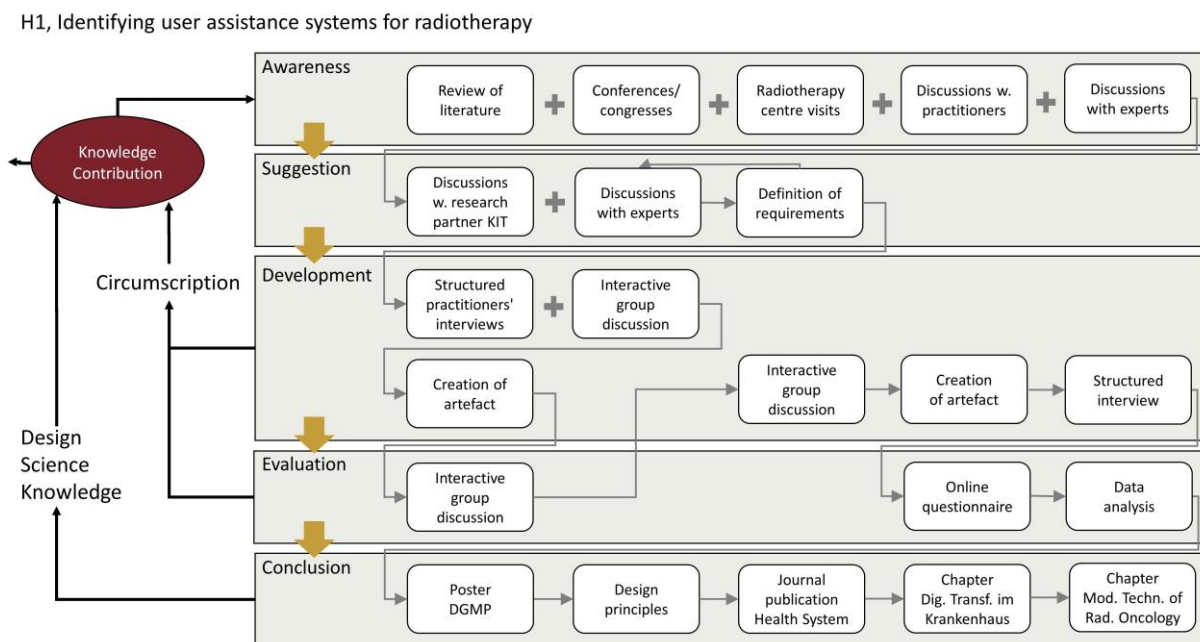 H1, Identifying user assistance systems for radiotherapy
Awareness
Review of
literature
Conferences/
congresses
Radiotherapy
centre visits
Discussions w.
practitioners
Discussions
with experts
Knowledge
Contribution
Suggestion
Discussions
w. research
partner KIT
Discussions
with experts
Definition of
requirements
Circumscription
Development
Structured
practitioners'
interviews
Interactive
group
discussion
Creation of
artefact
Interactive
group
discussion
Creation
of artefact
Structured
interview
Design
Science
Knowledge
Evaluation
Interactive
group
discussion
Online
questionnaire
Data
analysis
Conclusion
Poster
DGMP
Design
principles
Journal
publication
Health System
Chapter
Dig. Transf. im
Krankenhaus
Chapter
Mod. Techn. of
Rad. Oncology